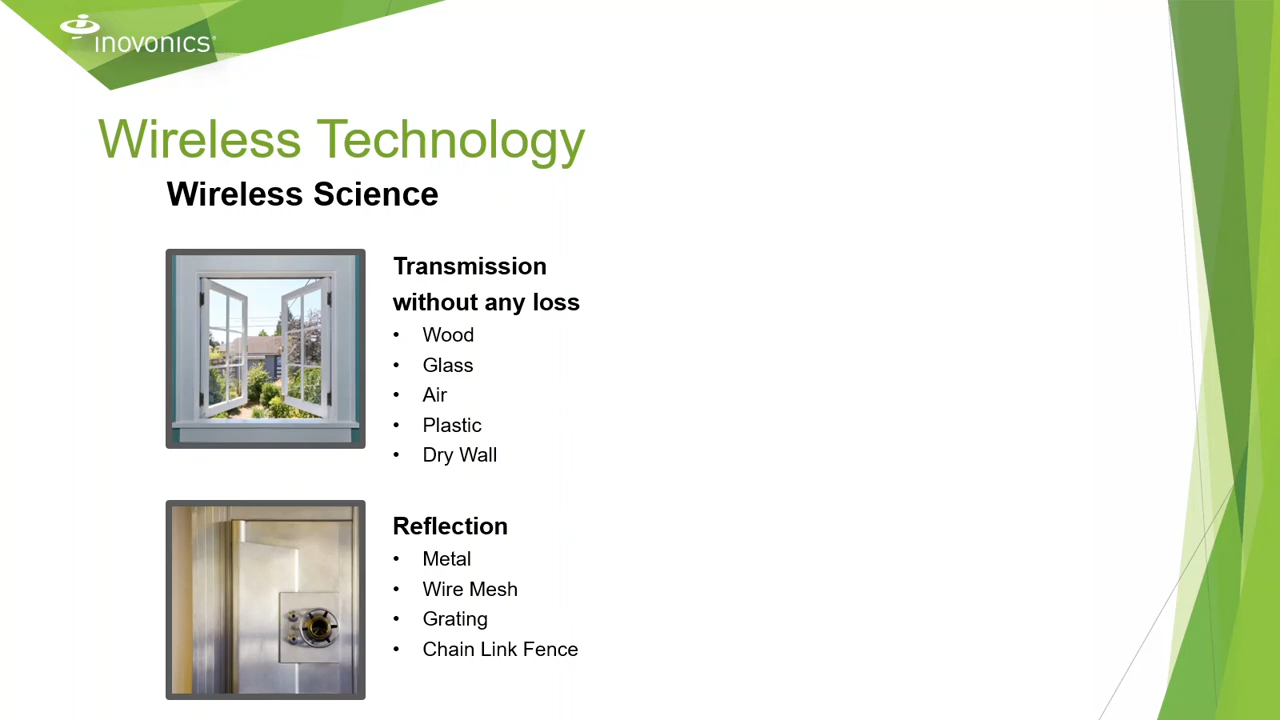 inovonics®
Wireless Technology
Wireless Science
Transmission
without any loss
• Wood
• Glass
• Air
• Plastic
• Dry Wall
Reflection
• Metal
• Wire Mesh
• Grating
• Chain Link Fence